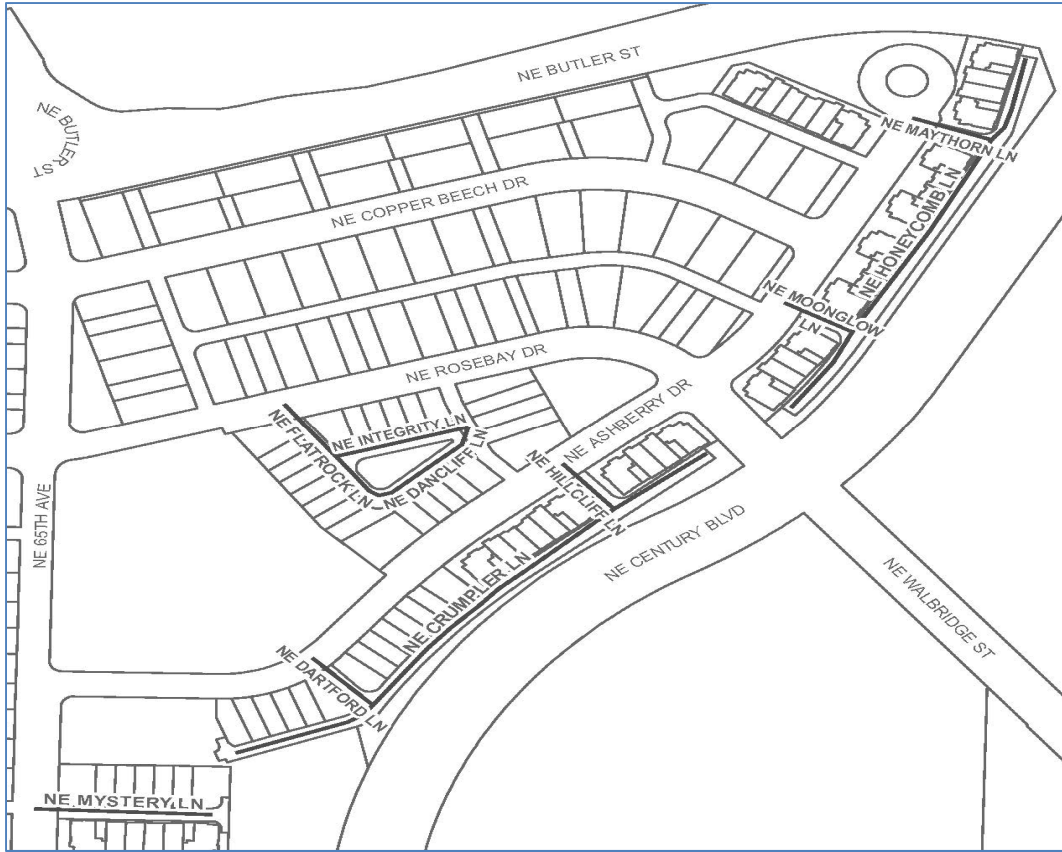 NE BUTLER ST
NE BUTLER ST
NE MAYTHORN LN
NE COPPER BEECH DR
NE HONEYCOMB LN
NE MOONGLOW
LN
NE ROSEBAY DR
NE ASHBERRY DR
NE INTEGRITY LN
NE FLATROCK LN
NE DANCLIFF LN
NE HILLCLIFF LN
NE 65TH AVE
NE CENTURY BLVD
NE CRUMPLER LN
NE WALBRIDGE ST
NE DARTFORD LN
NE MYSTERY LN